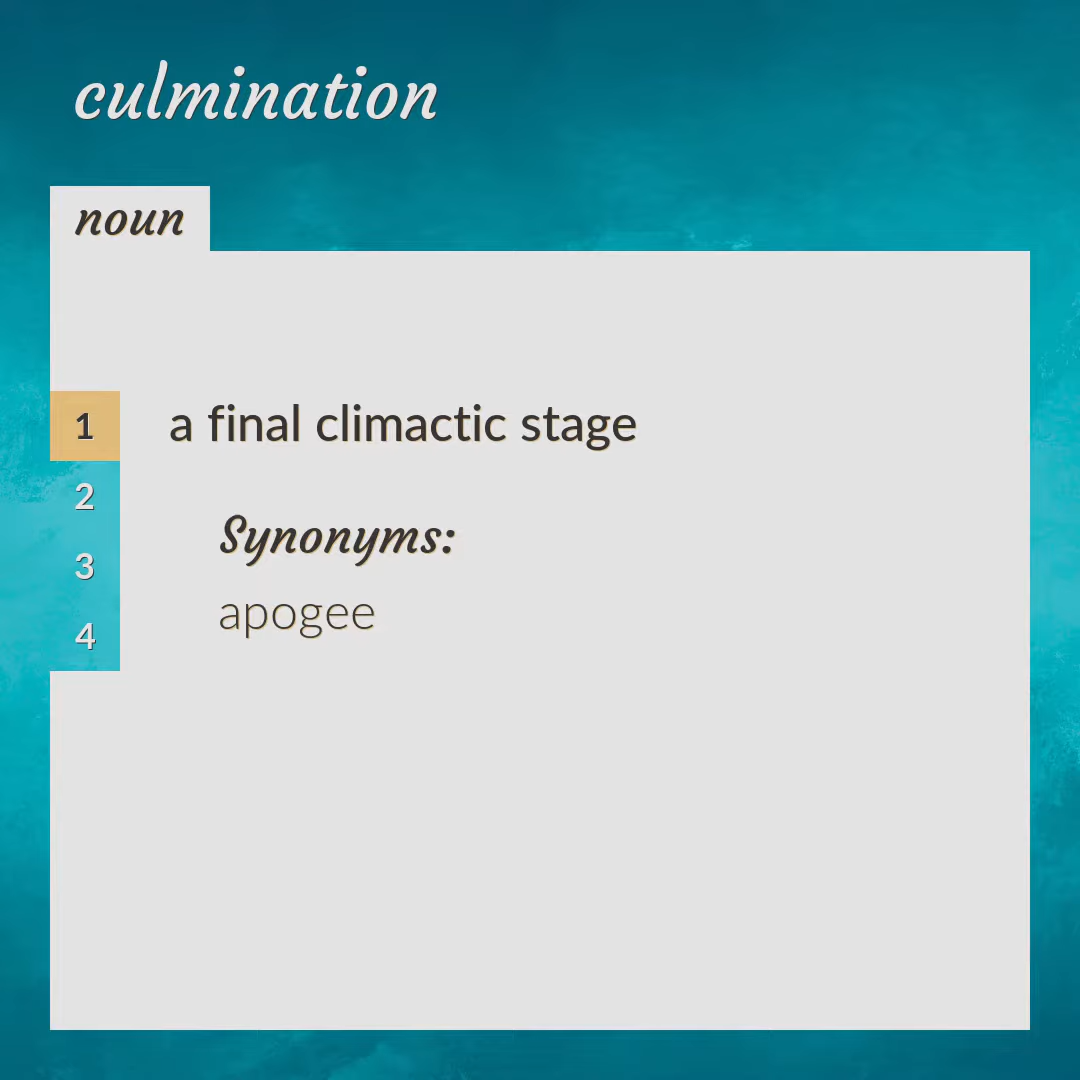 culmination
noun
1
a final climactic stage
2
3
4
Synonyms:
apogee